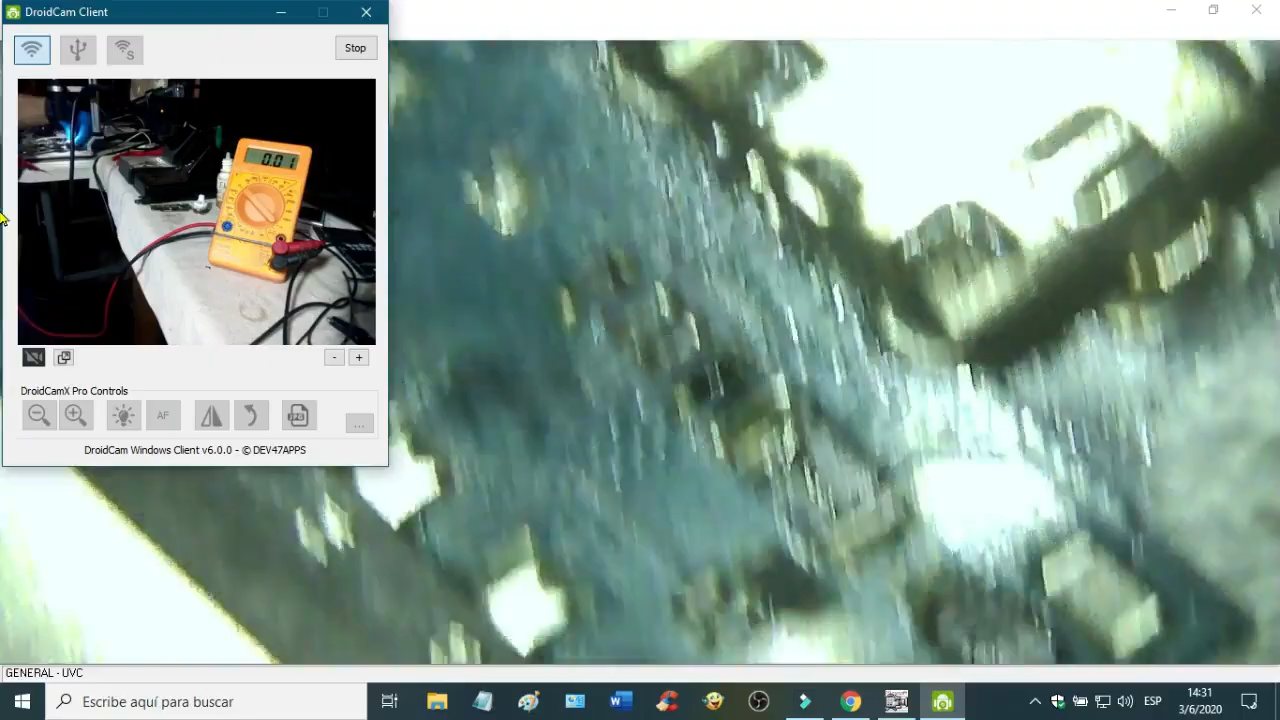 DroidCam Client
S
Stop
0.01
-
+
DroidCamX Pro Controls
AF
JPG
...
DroidCam Windows Client v6.0.0 - © DEV47APPS
GENERAL - UVC
Escribe aquí para buscar
ESP
14:31
3/6/2020